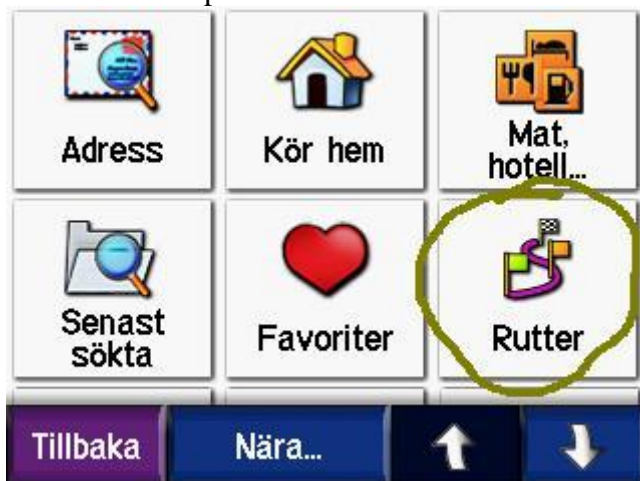 Adress
Kör hem
Mat,
hotell...
Senast
sökta
Favoriter
Rutter
Tillbaka
Nära...